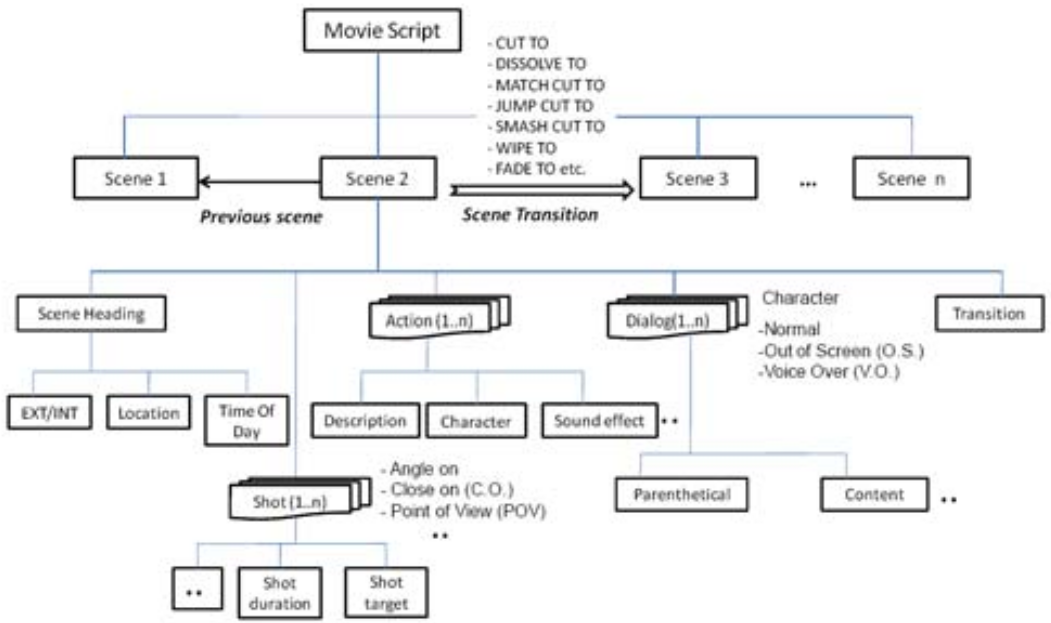 Movie Script
- CUT TO
- DISSOLVE TO
- MATCH CUT TO
- JUMP CUT TO
- SMASH CUT TO
- WIPE TO
- FADE TO etc.
Scene 1
Scene 2
Scene 3
...
Scene n
Previous scene
Scene Transition
Scene Heading
Action (1..n)
Dialog(1..n)
Character
-Normal
-Out of Screen (O.S.)
-Voice Over (V.O.)
Transition
EXT/INT
Location
Time Of
Day
Description
Character
Sound effect
..
Shot (1..n)
- Angle on
- Close on (C.O.)
- Point of View (POV)
..
Parenthetical
Content
..
..
Shot
duration
Shot
target